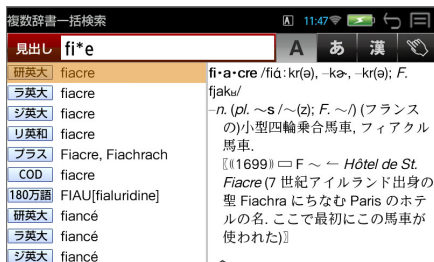 複数辞書一括検索
A 11:47
見出し fi*e A あ 漢
研英大 fiacre
ラ英大 fiacre
ジ英大 fiacre
リ英和 fiacre
プラス Fiacre, Fiachrach
COD fiacre
180万語 FIAU[fialuridine]
研英大 fiancé
ラ英大 fiancé
ジ英大 fiancé
fi•a•cre /fiɑ́ːkr(ə), –kɚ, –kr(ə); F.
fjakʁ/
–n. (pl. ～s /～(z); F. ～/) (フランス
の)小型四輪乗合馬車, フィアクル
馬車.
〖⦅1699⦆ ▭ F ～ ← Hôtel de St.
Fiacre (7 世紀アイルランド出身の
聖 Fiachra にちなむ Paris のホテ
ルの名. ここで最初にこの馬車が
使われた)〗